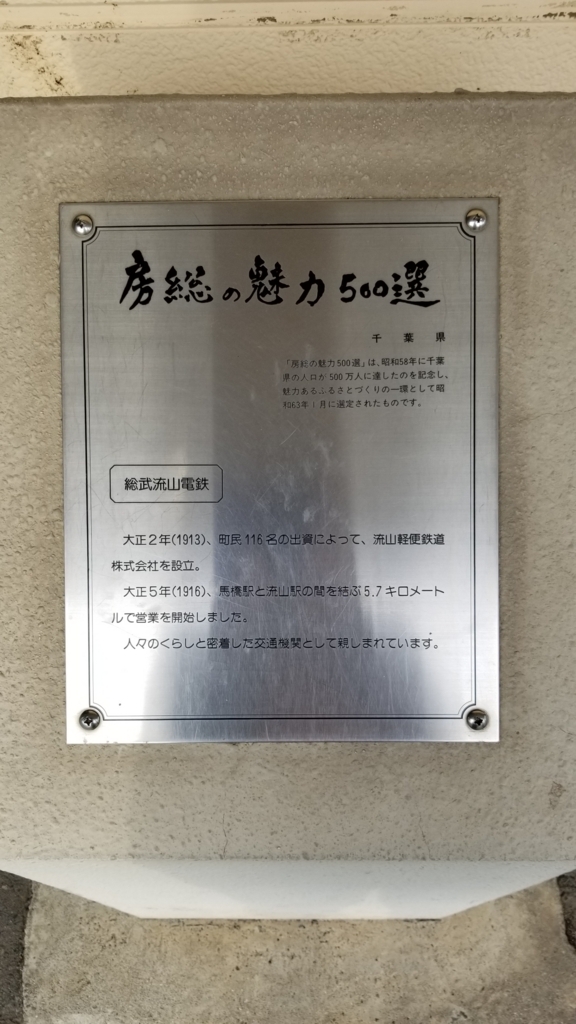 房総の魅力500選
千葉県
「房総の魅力500選」は、昭和58年に千葉
県の人口が500万人に達したのを記念し、
魅力あるふるさとづくりの一環として昭
和63年1月に選定されたものです。
総武流山電鉄
大正2年(1913)、町民116名の出資によって、流山軽便鉄道
株式会社を設立。
大正5年(1916)、馬橋駅と流山駅の間を結ぶ5.7キロメート
ルで営業を開始しました。
人々のくらしと密着した交通機関として親しまれています。